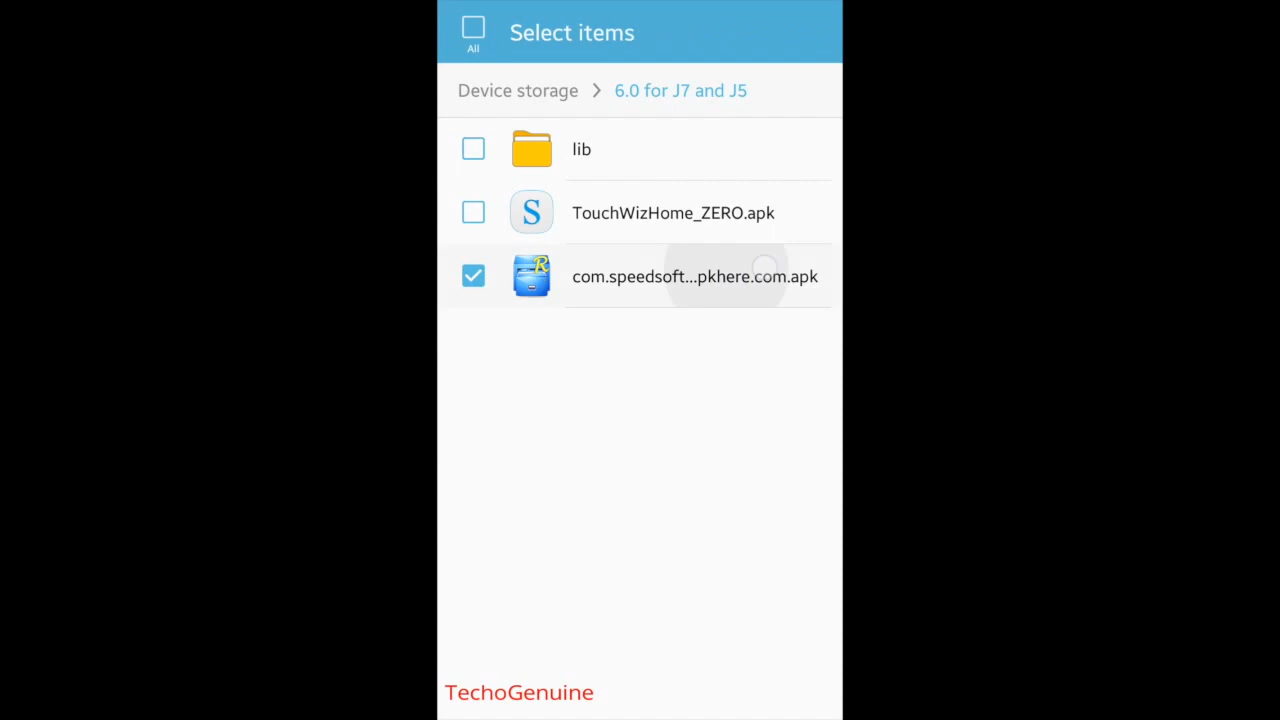 Select items
All
Device storage > 6.0 for J7 and J5
lib
S
TouchWizHome_ZERO.apk
R
com.speedsoft...pkhere.com.apk
TechoGenuine